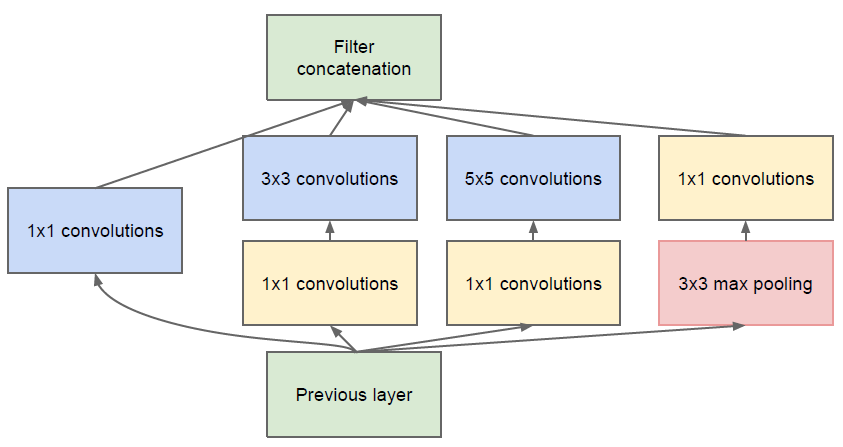 Filter
concatenation
3x3 convolutions
5x5 convolutions
1x1 convolutions
1x1 convolutions
1x1 convolutions
1x1 convolutions
3x3 max pooling
Previous layer